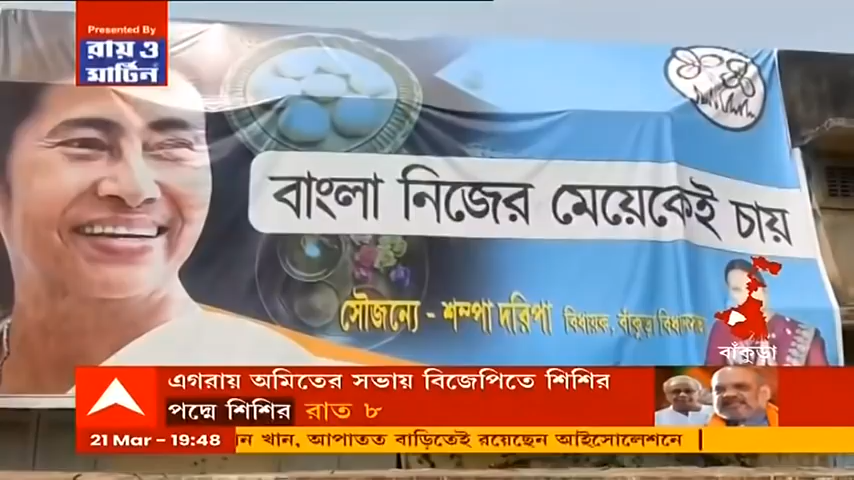 Presented By
রায় ও
মার্টিন
বাংলা নিজের মেয়েকেই চায়
সৌজন্যে - শম্পা দরিপা বিধায়ক, বাঁকুড়া বিধানসভা
বাঁকুড়া
এগরায় অমিতের সভায় বিজেপিতে শিশির
পদ্মে শিশির রাত ৮
21 Mar 19:48
ন খান, আপাতত বাড়িতেই রয়েছেন আইসোলেশনে